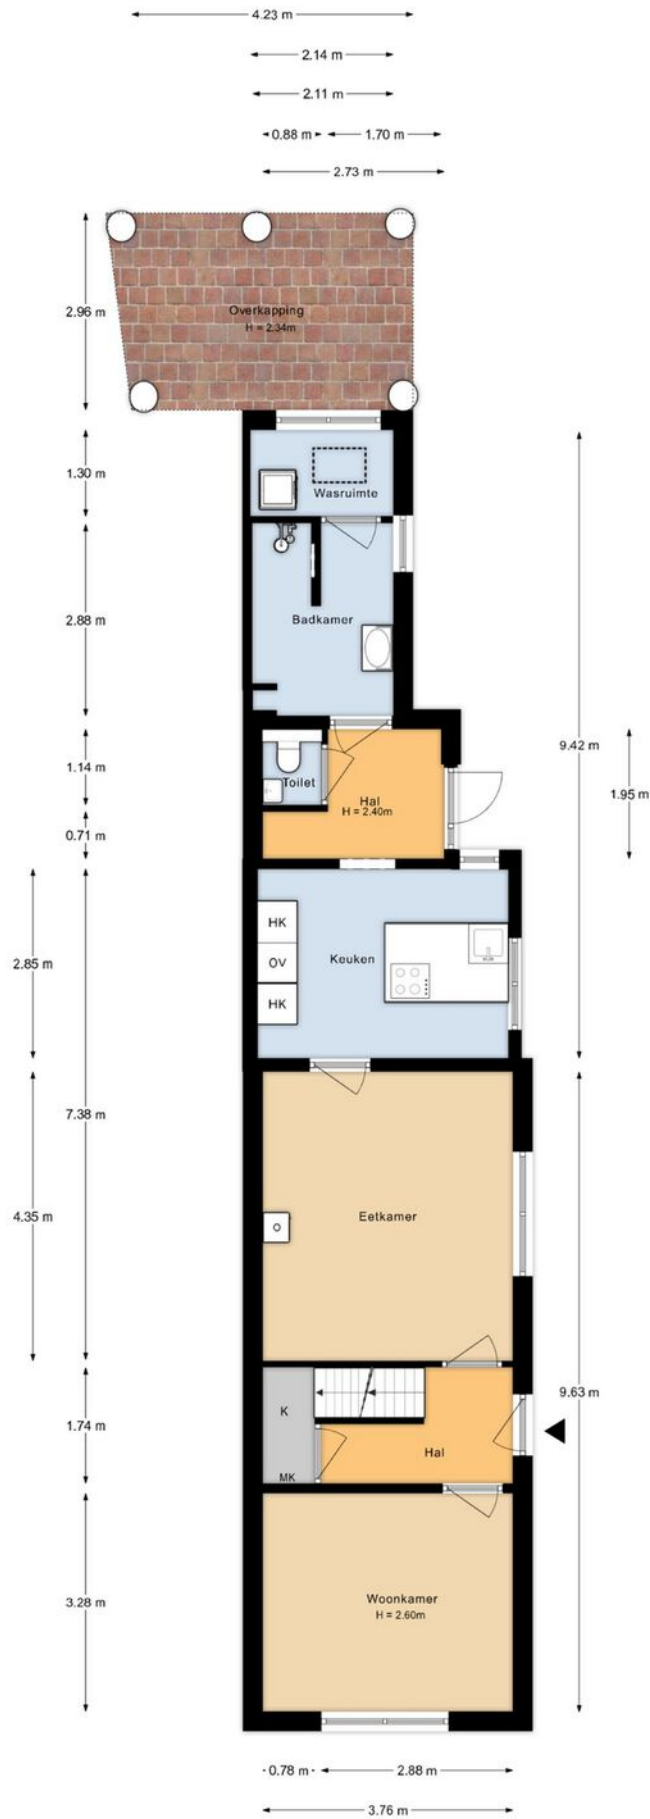 4.23 m
2.14 m
2.11 m
0.88 m
1.70 m
2.73 m
2.96 m
Overkapping
H = 2.34m
1.30 m
Wasruimte
2.88 m
Badkamer
9.42 m
1.14 m
Toilet
Hal
H = 2.40m
1.95 m
0.71 m
HK
OV
HK
Keuken
2.85 m
7.38 m
4.35 m
Eetkamer
9.63 m
1.74 m
K
MK
Hal
3.28 m
Woonkamer
H = 2.60m
0.78 m
2.88 m
3.76 m